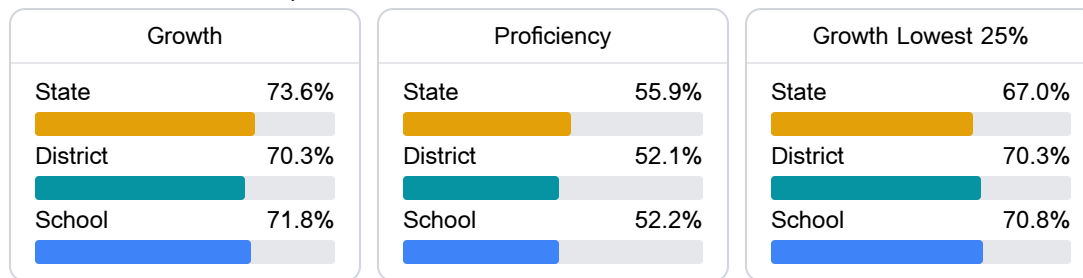 Growth
State 73.6%
District 70.3%
School 71.8%
Proficiency
State 55.9%
District 52.1%
School 52.2%
Growth Lowest 25%
State 67.0%
District 70.3%
School 70.8%